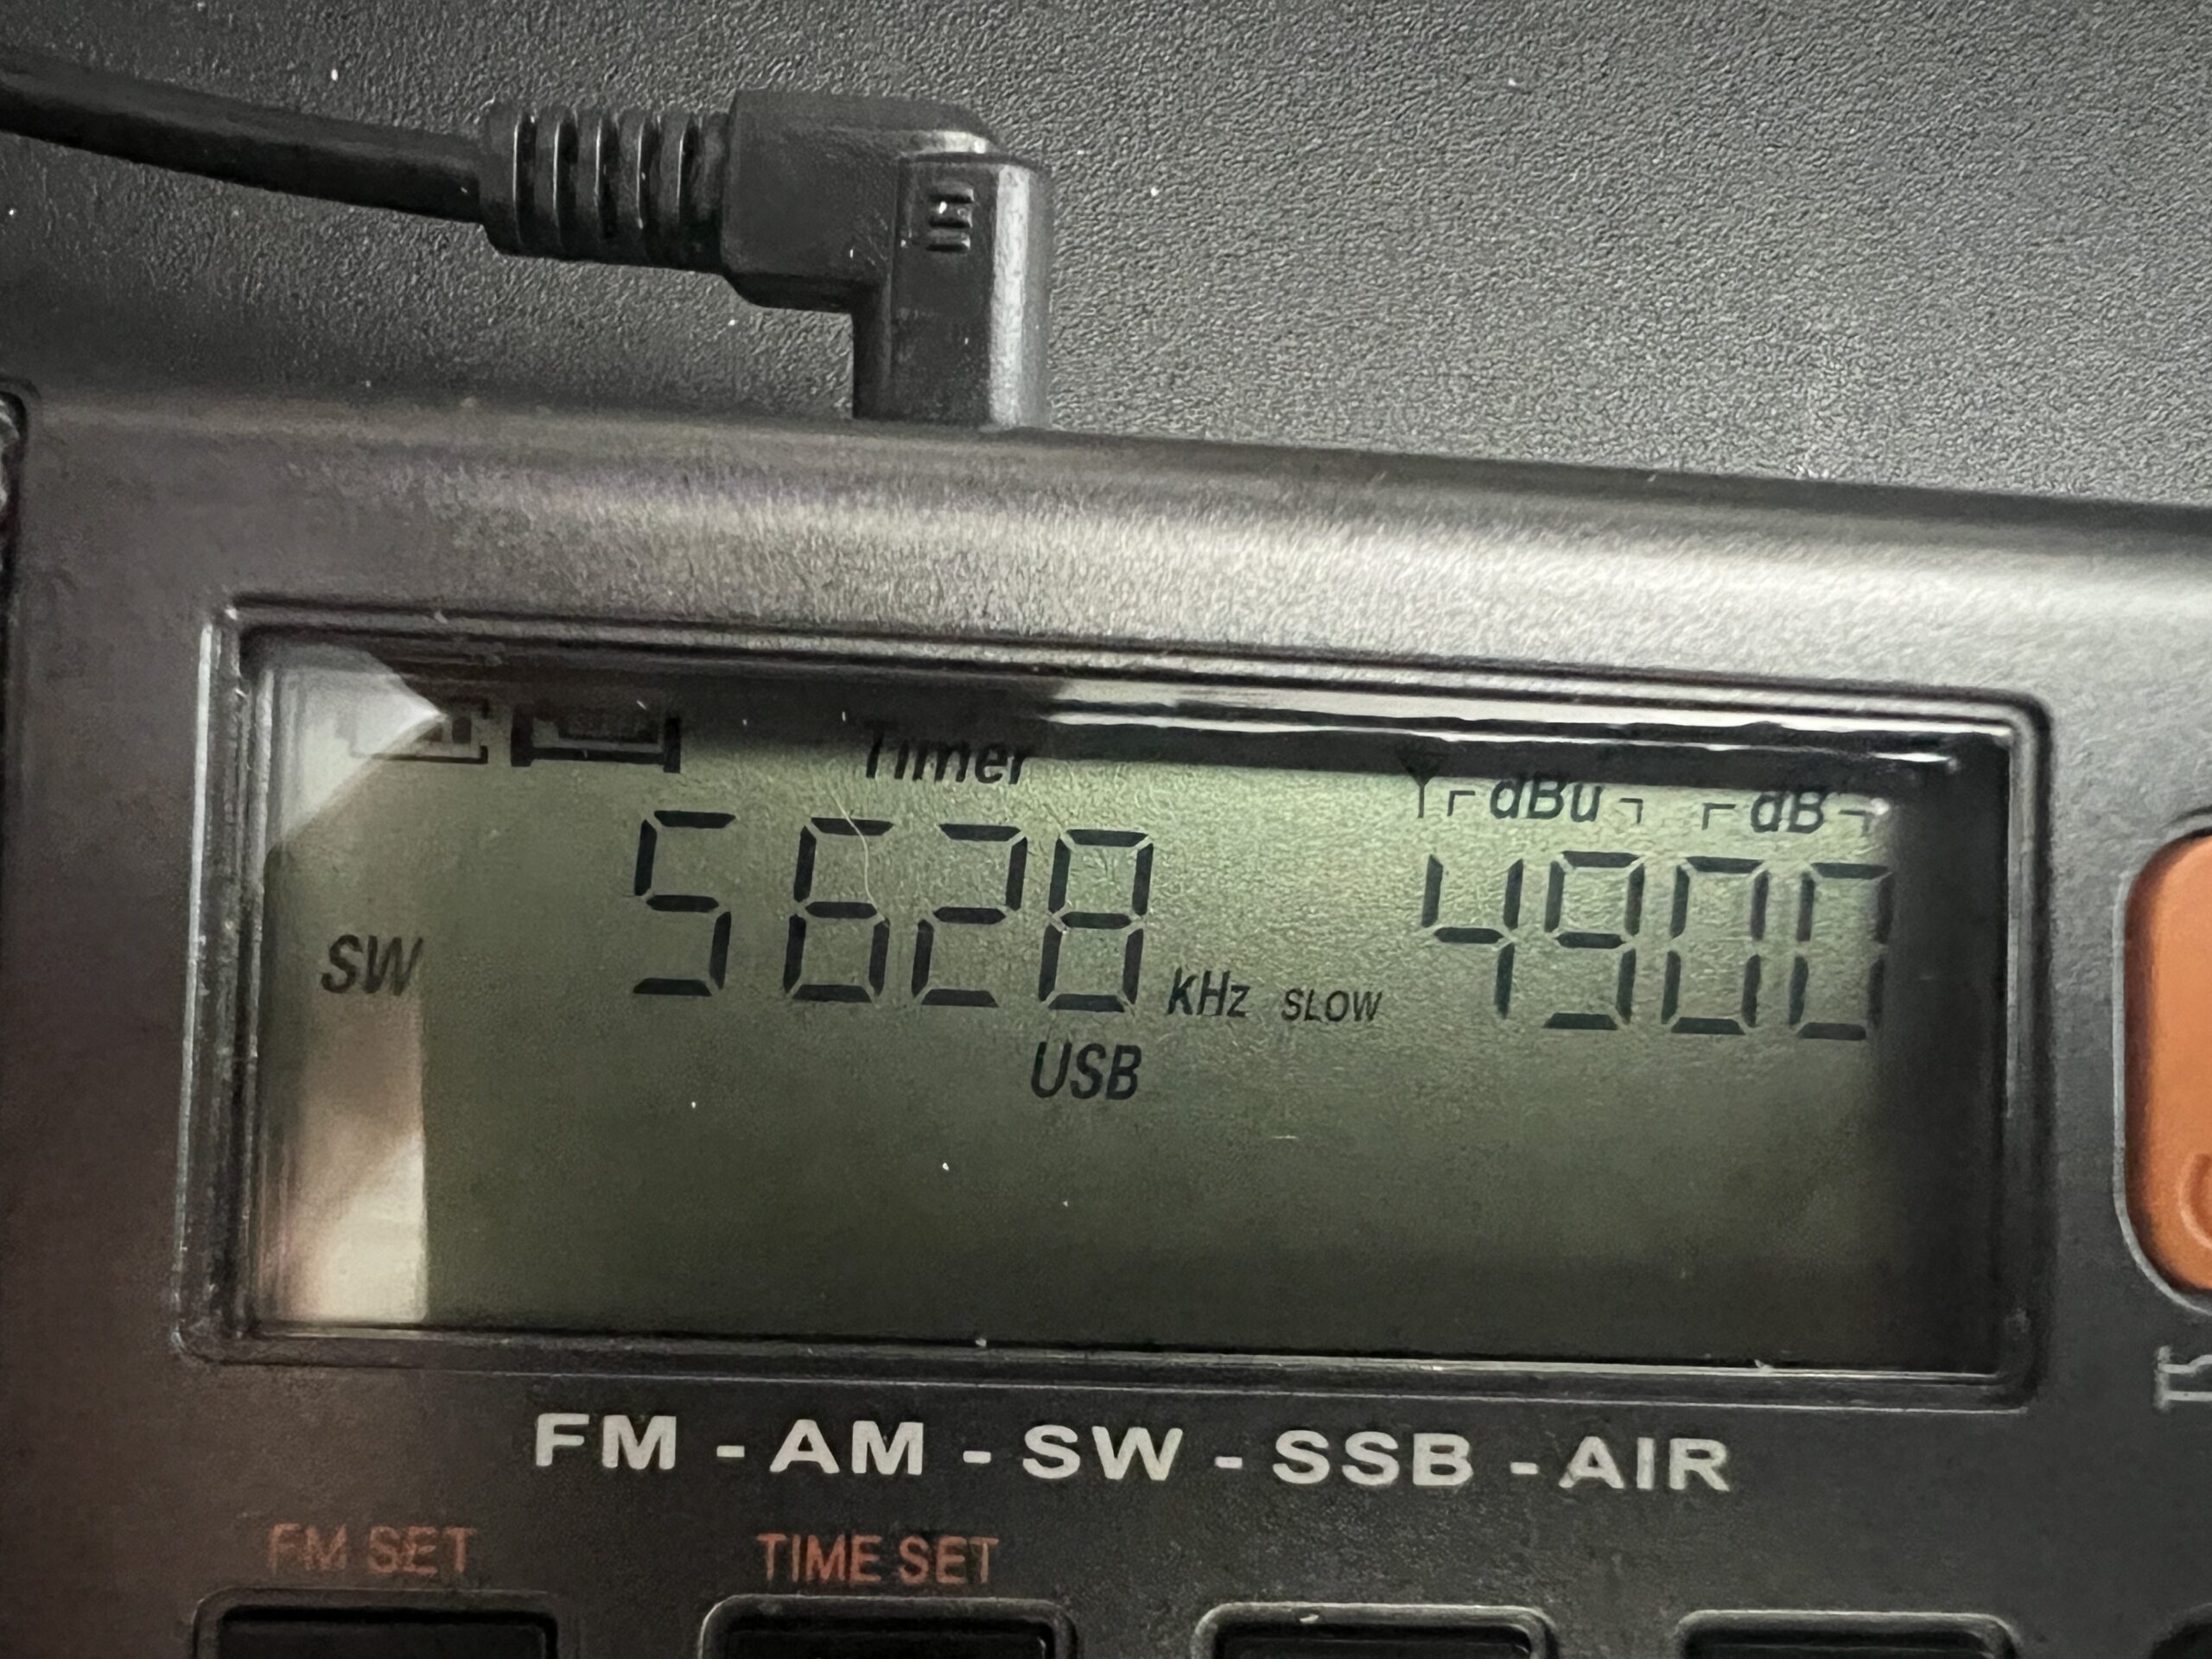 Timer
dBu dB
5628 4900
SW kHz SLOW
USB
FM - AM - SW - SSB - AIR
FM SET TIME SET